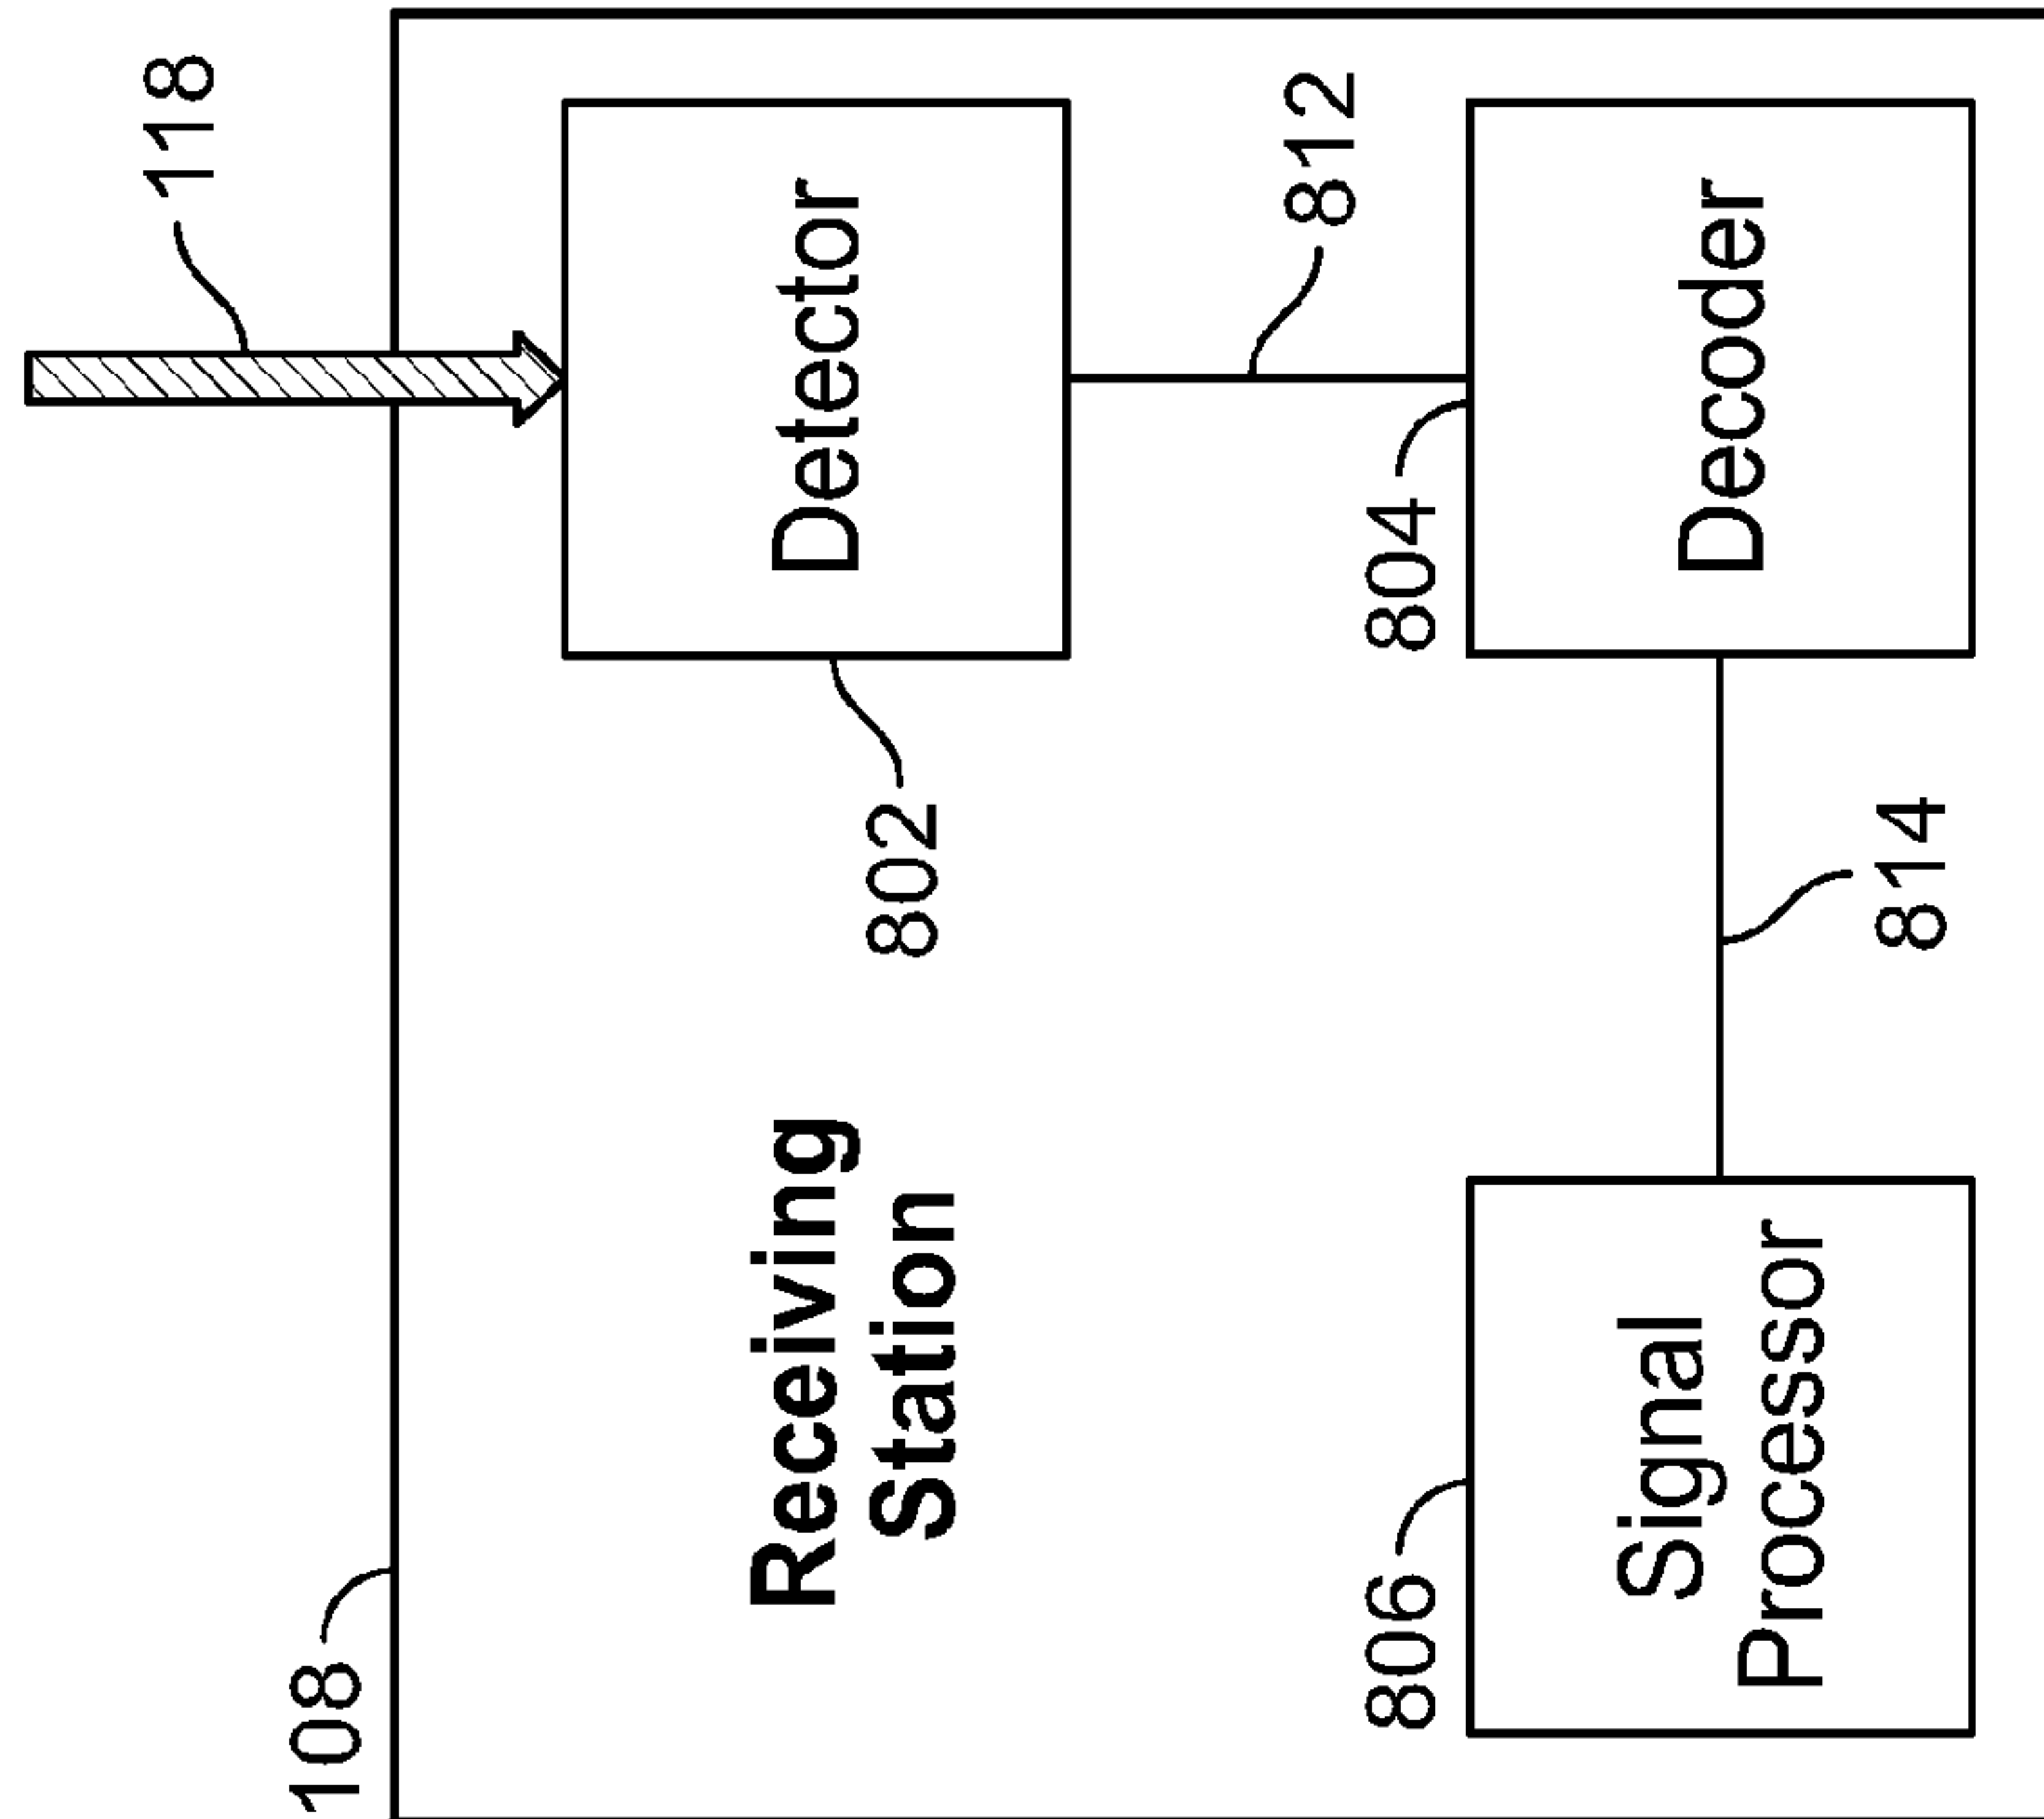 108
Receiving
Station
118
802
Detector
812
806
Signal
Processor
814
804
Decoder